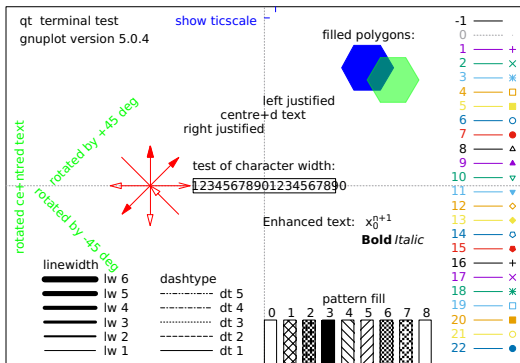 qt terminal test
gnuplot version 5.0.4
show ticscale
filled polygons:
left justified
centre+d text
right justified
test of character width:
12345678901234567890
rotated ce+ntred text
rotated by +45 deg
rotated by -45 deg
Enhanced text: x₀ⁿ⁺¹
Bold Italic
linewidth
lw 6
lw 5
lw 4
lw 3
lw 2
lw 1
dashtype
dt 5
dt 4
dt 3
dt 2
dt 1
pattern fill
0 1 2 3 4 5 6 7 8
-1
0
1
2
3
4
5
6
7
8
9
10
11
12
13
14
15
16
17
18
19
20
21
22